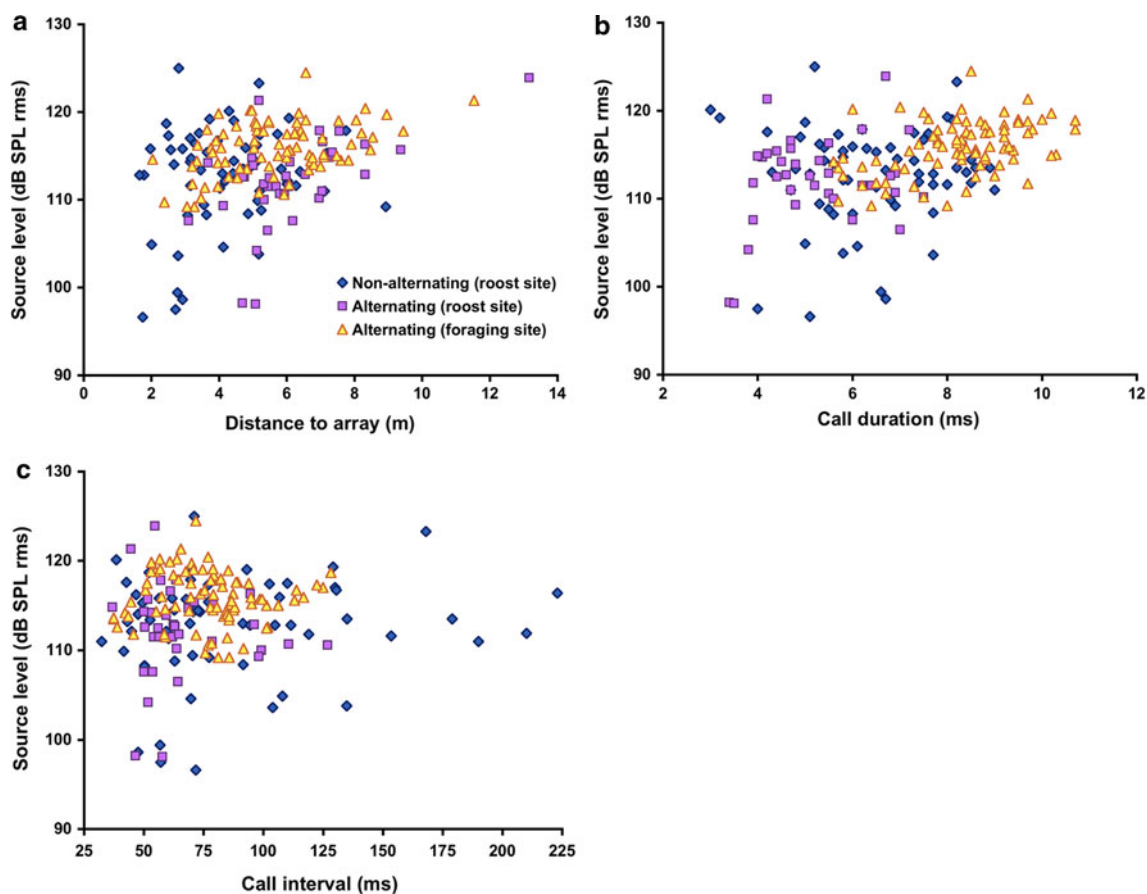 a
130
120
110
100
90
Source level (dB SPL rms)
0 2 4 6 8 10 12 14
Distance to array (m)
Non-alternating (roost site)
Alternating (roost site)
Alternating (foraging site)
b
130
120
110
100
90
Source level (dB SPL rms)
2 4 6 8 10 12
Call duration (ms)
c
130
120
110
100
90
Source level (dB SPL rms)
25 50 75 100 125 150 175 200 225
Call interval (ms)